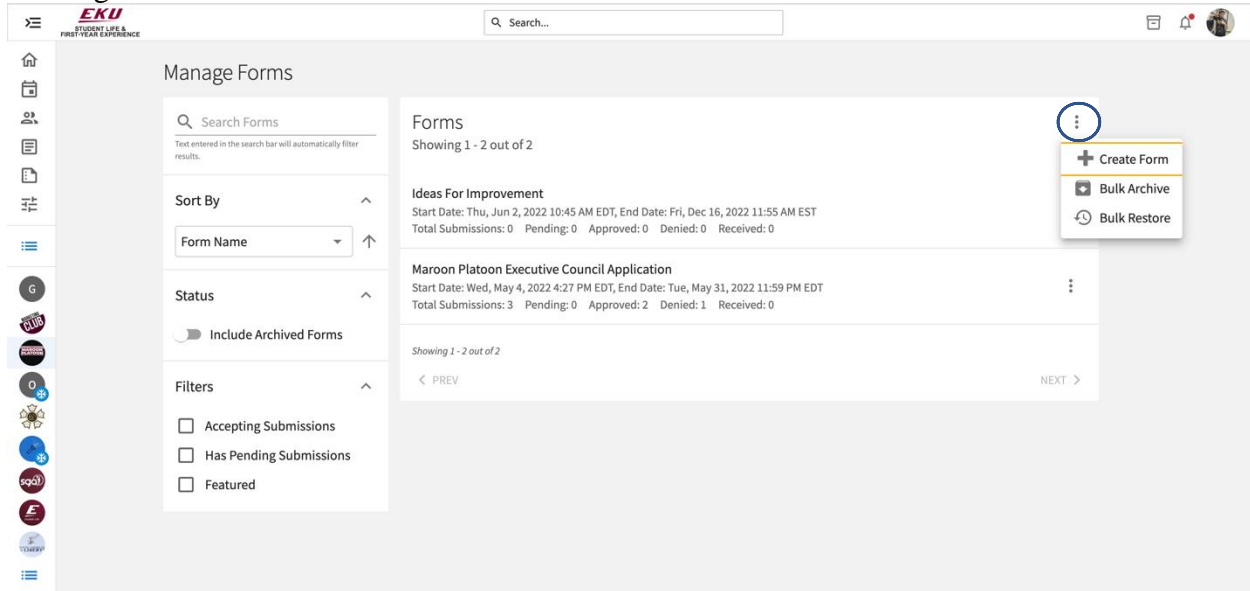 EKU
STUDENT LIFE &
FIRST-YEAR EXPERIENCE
Search...
Manage Forms
Search Forms
Text entered in the search bar will automatically filter
results.
Sort By
Form Name
Status
Include Archived Forms
Filters
Accepting Submissions
Has Pending Submissions
Featured
Forms
Showing 1 - 2 out of 2
Create Form
Bulk Archive
Bulk Restore
Ideas For Improvement
Start Date: Thu, Jun 2, 2022 10:45 AM EDT, End Date: Fri, Dec 16, 2022 11:55 AM EST
Total Submissions: 0 Pending: 0 Approved: 0 Denied: 0 Received: 0
Maroon Platoon Executive Council Application
Start Date: Wed, May 4, 2022 4:27 PM EDT, End Date: Tue, May 31, 2022 11:59 PM EDT
Total Submissions: 3 Pending: 0 Approved: 2 Denied: 1 Received: 0
Showing 1 - 2 out of 2
PREV
NEXT
G
CLUB
MAROON
PLATOON
O
sga
E